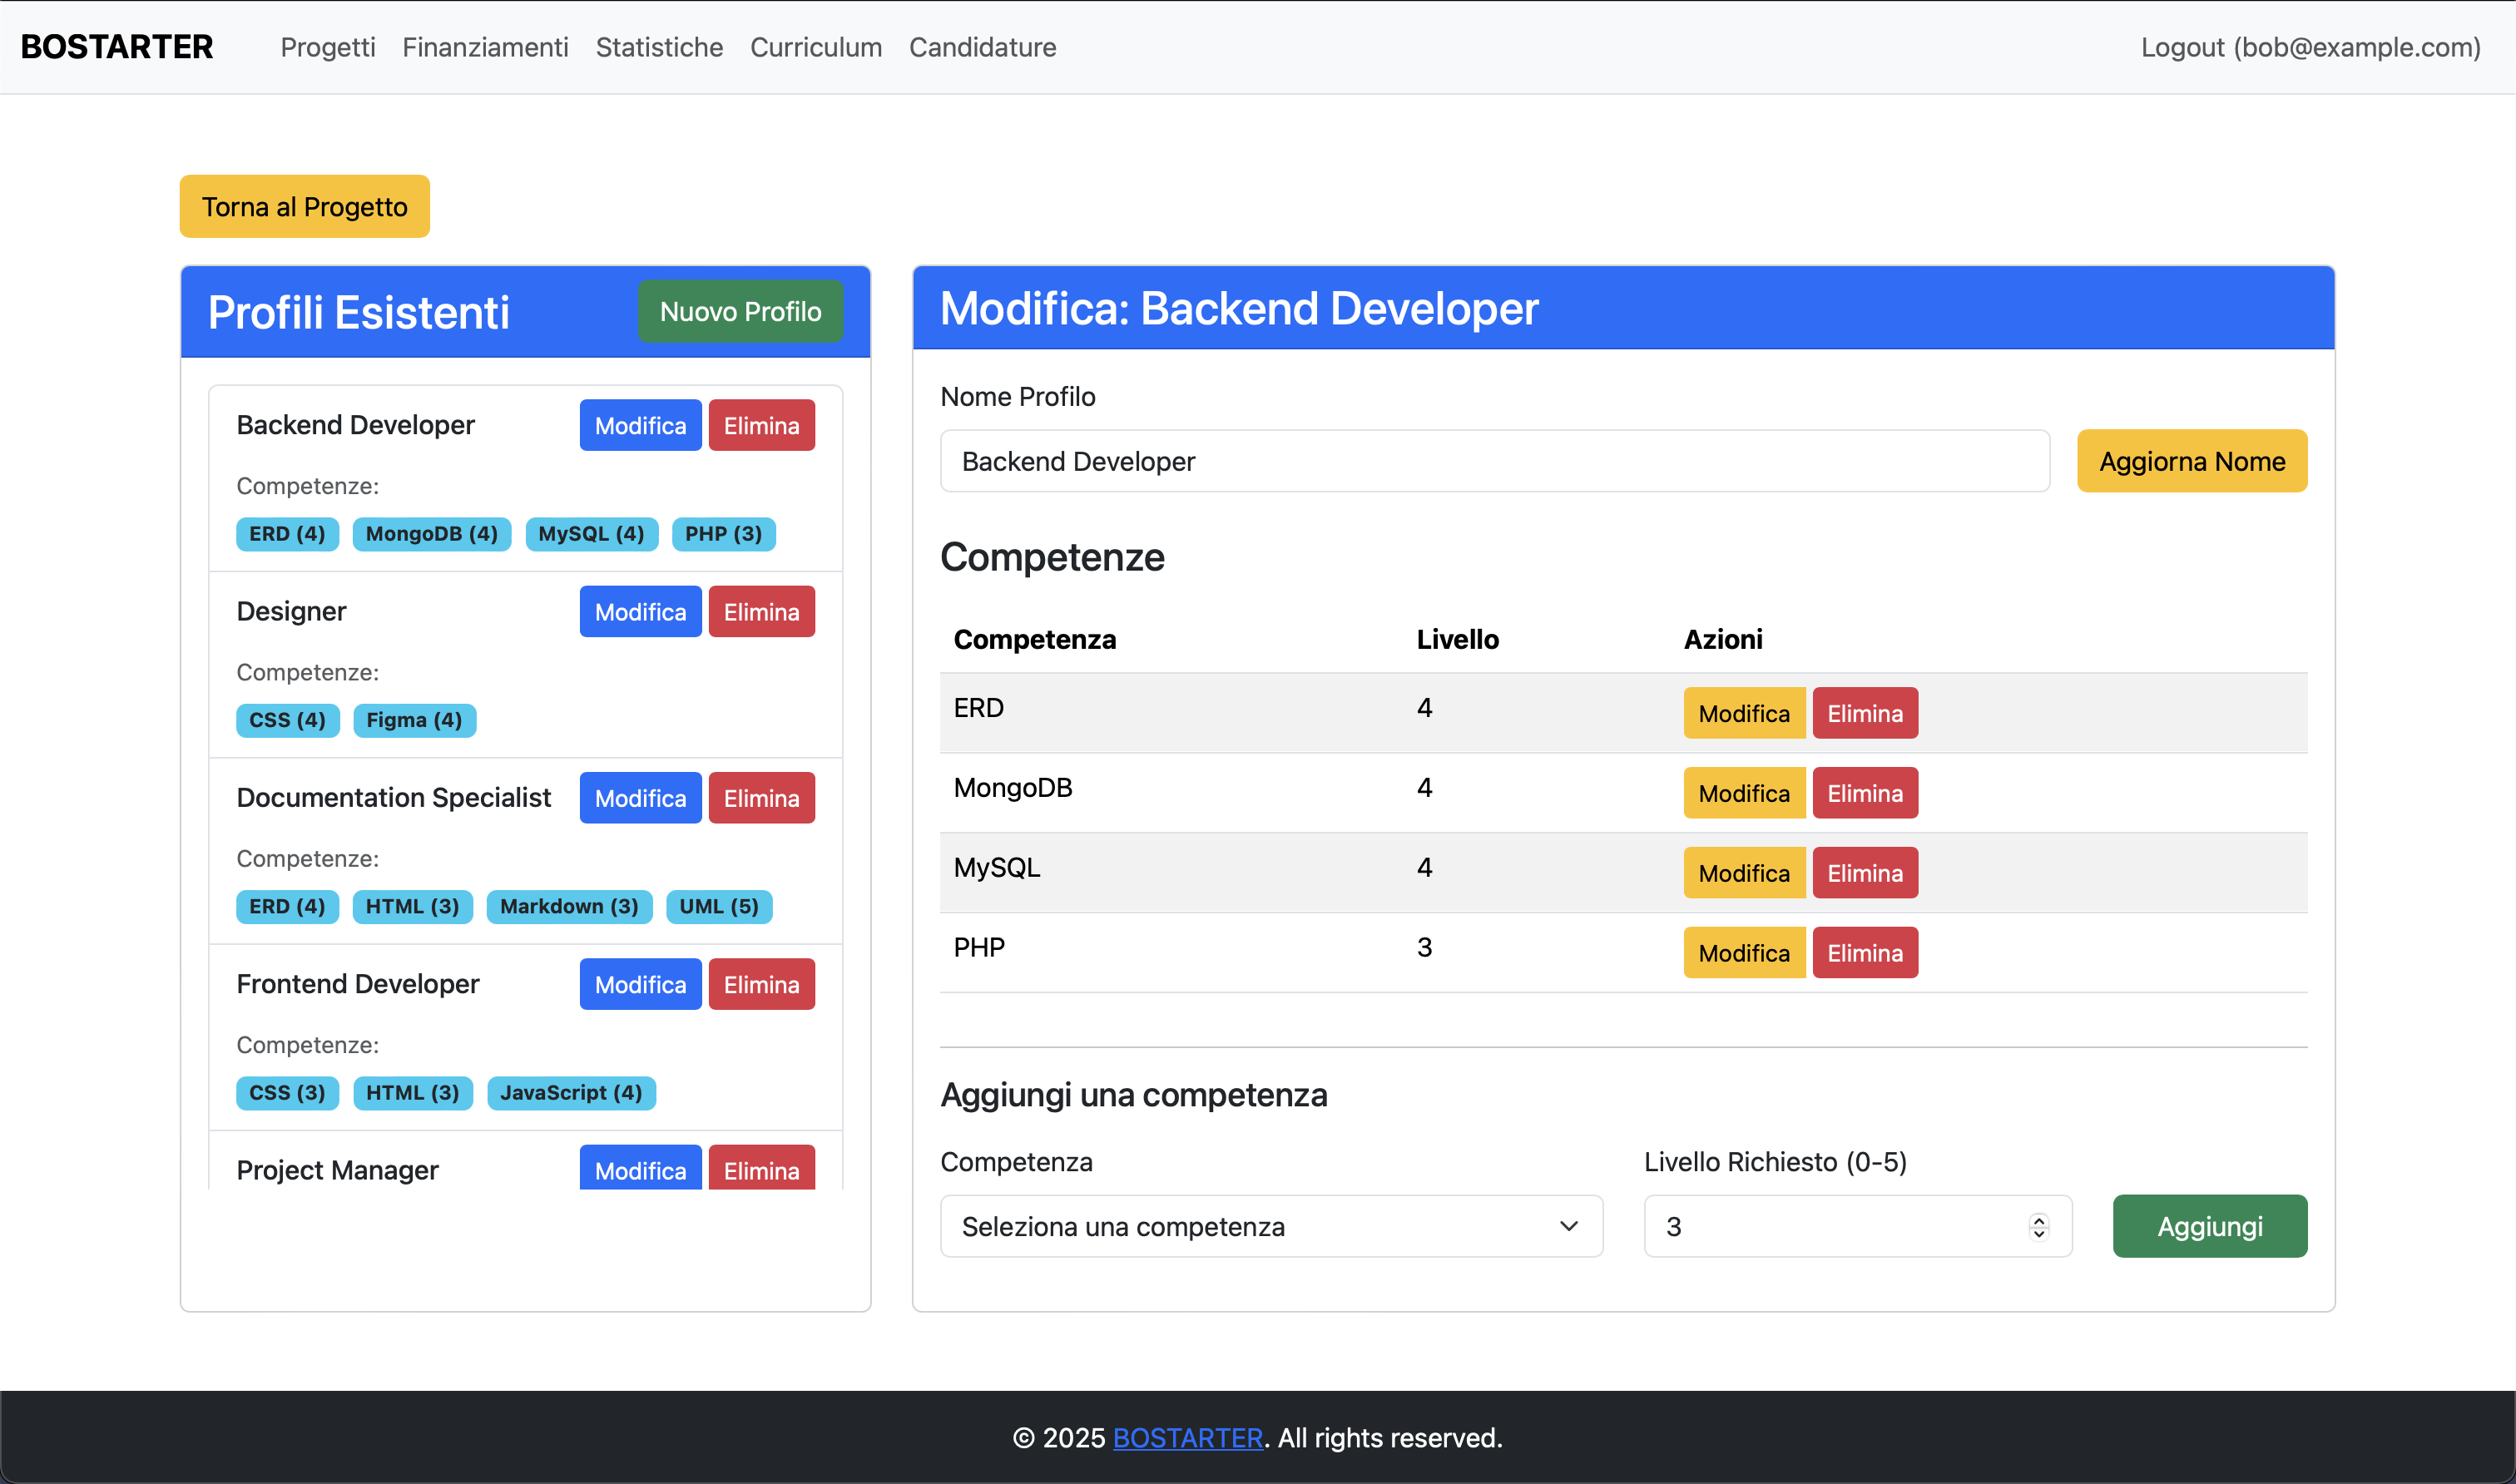 BOSTARTER Progetti Finanziamenti Statistiche Curriculum Candidature Logout (bob@example.com)
Torna al Progetto
Profili Esistenti Nuovo Profilo
Backend Developer Modifica Elimina
Competenze:
ERD (4) MongoDB (4) MySQL (4) PHP (3)
Designer Modifica Elimina
Competenze:
CSS (4) Figma (4)
Documentation Specialist Modifica Elimina
Competenze:
ERD (4) HTML (3) Markdown (3) UML (5)
Frontend Developer Modifica Elimina
Competenze:
CSS (3) HTML (3) JavaScript (4)
Project Manager Modifica Elimina
Modifica: Backend Developer
Nome Profilo
Backend Developer Aggiorna Nome
Competenze
Competenza Livello Azioni
ERD 4 Modifica Elimina
MongoDB 4 Modifica Elimina
MySQL 4 Modifica Elimina
PHP 3 Modifica Elimina
Aggiungi una competenza
Competenza Livello Richiesto (0-5)
Seleziona una competenza 3 Aggiungi
© 2025 BOSTARTER. All rights reserved.